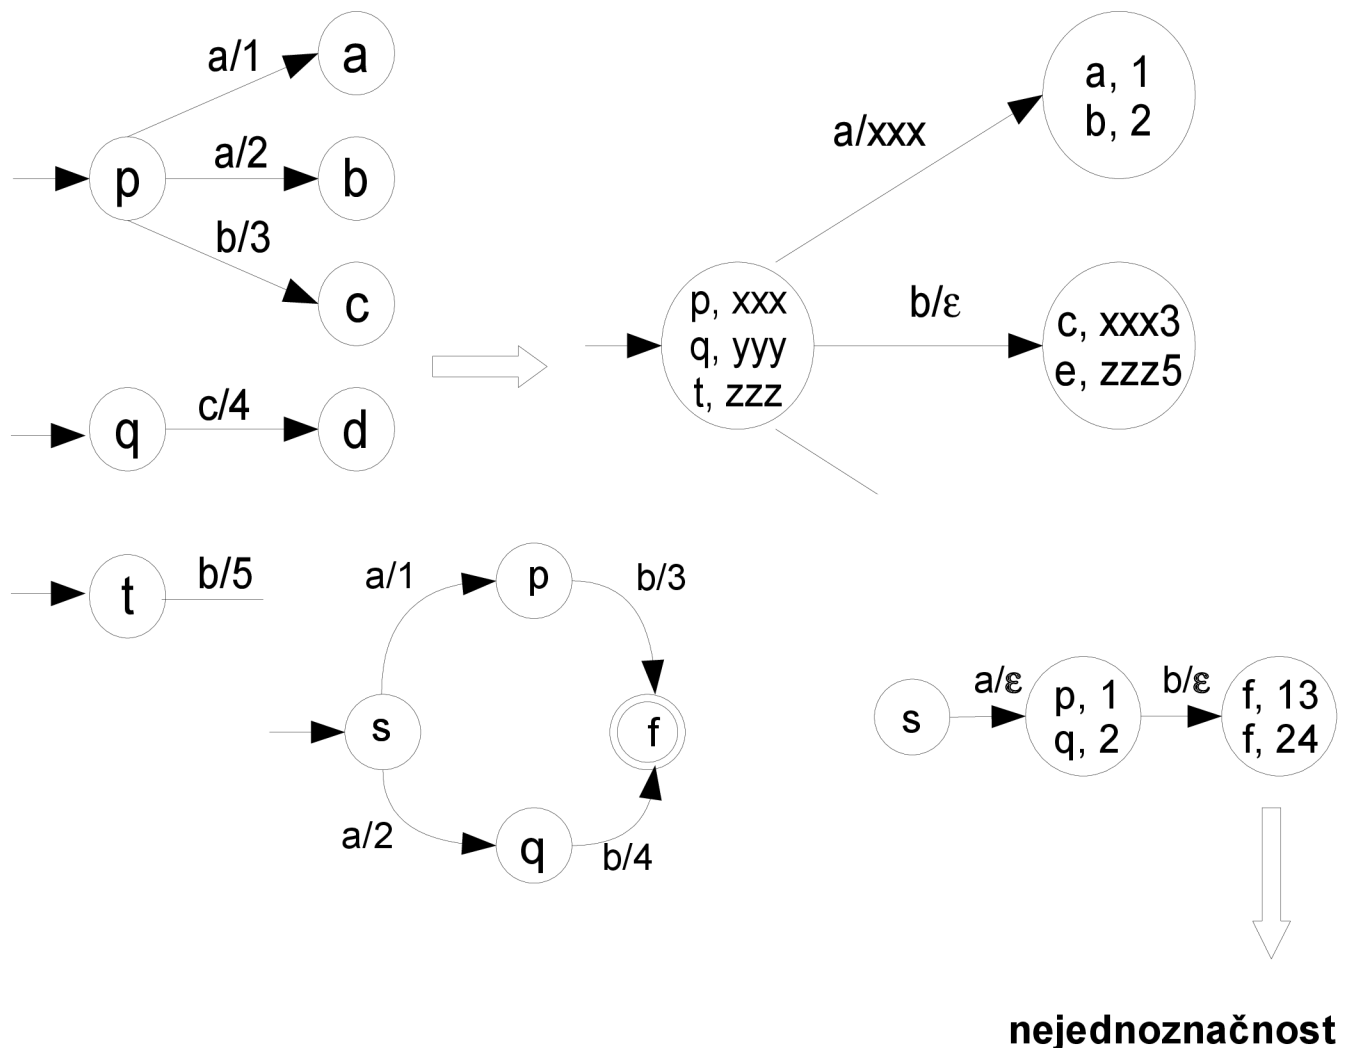 a/1
a
p
a/2
b
b/3
c
q
c/4
d
t
b/5
a/xxx
a, 1
b, 2
p, xxx
q, yyy
t, zzz
b/ε
c, xxx3
e, zzz5
a/1
p
b/3
s
f
a/2
q
b/4
s
a/ε
p, 1
q, 2
b/ε
f, 13
f, 24
nejednoznačnost